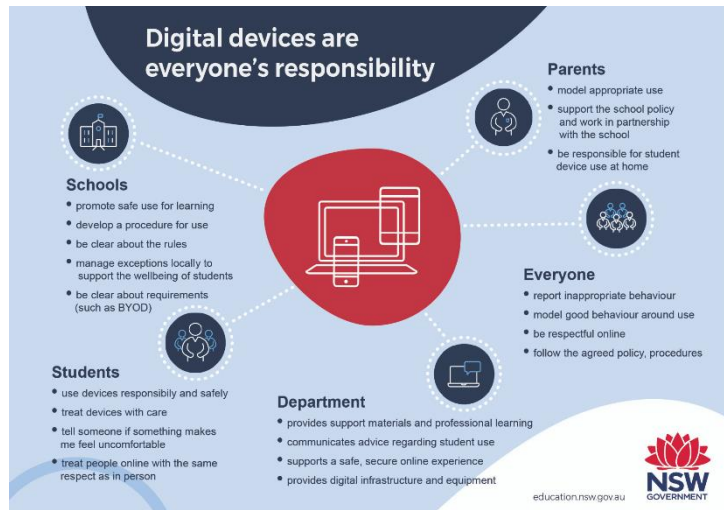 Digital devices are
everyone's responsibility
Schools
• promote safe use for learning
• develop a procedure for use
• be clear about the rules
• manage exceptions locally to
support the wellbeing of students
• be clear about requirements
(such as BYOD)
Students
• use devices responsibily and safely
• treat devices with care
• tell someone if something makes
me feel uncomfortable
• treat people online with the same
respect as in person
Department
• provides support materials and professional learning
• communicates advice regarding student use
• supports a safe, secure online experience
• provides digital infrastructure and equipment
Parents
• model appropriate use
• support the school policy
and work in partnership
with the school
• be responsible for student
device use at home
Everyone
• report inappropriate behaviour
• model good behaviour around use
• be respectful online
• follow the agreed policy, procedures
education.nsw.gov.au
NSW
GOVERNMENT